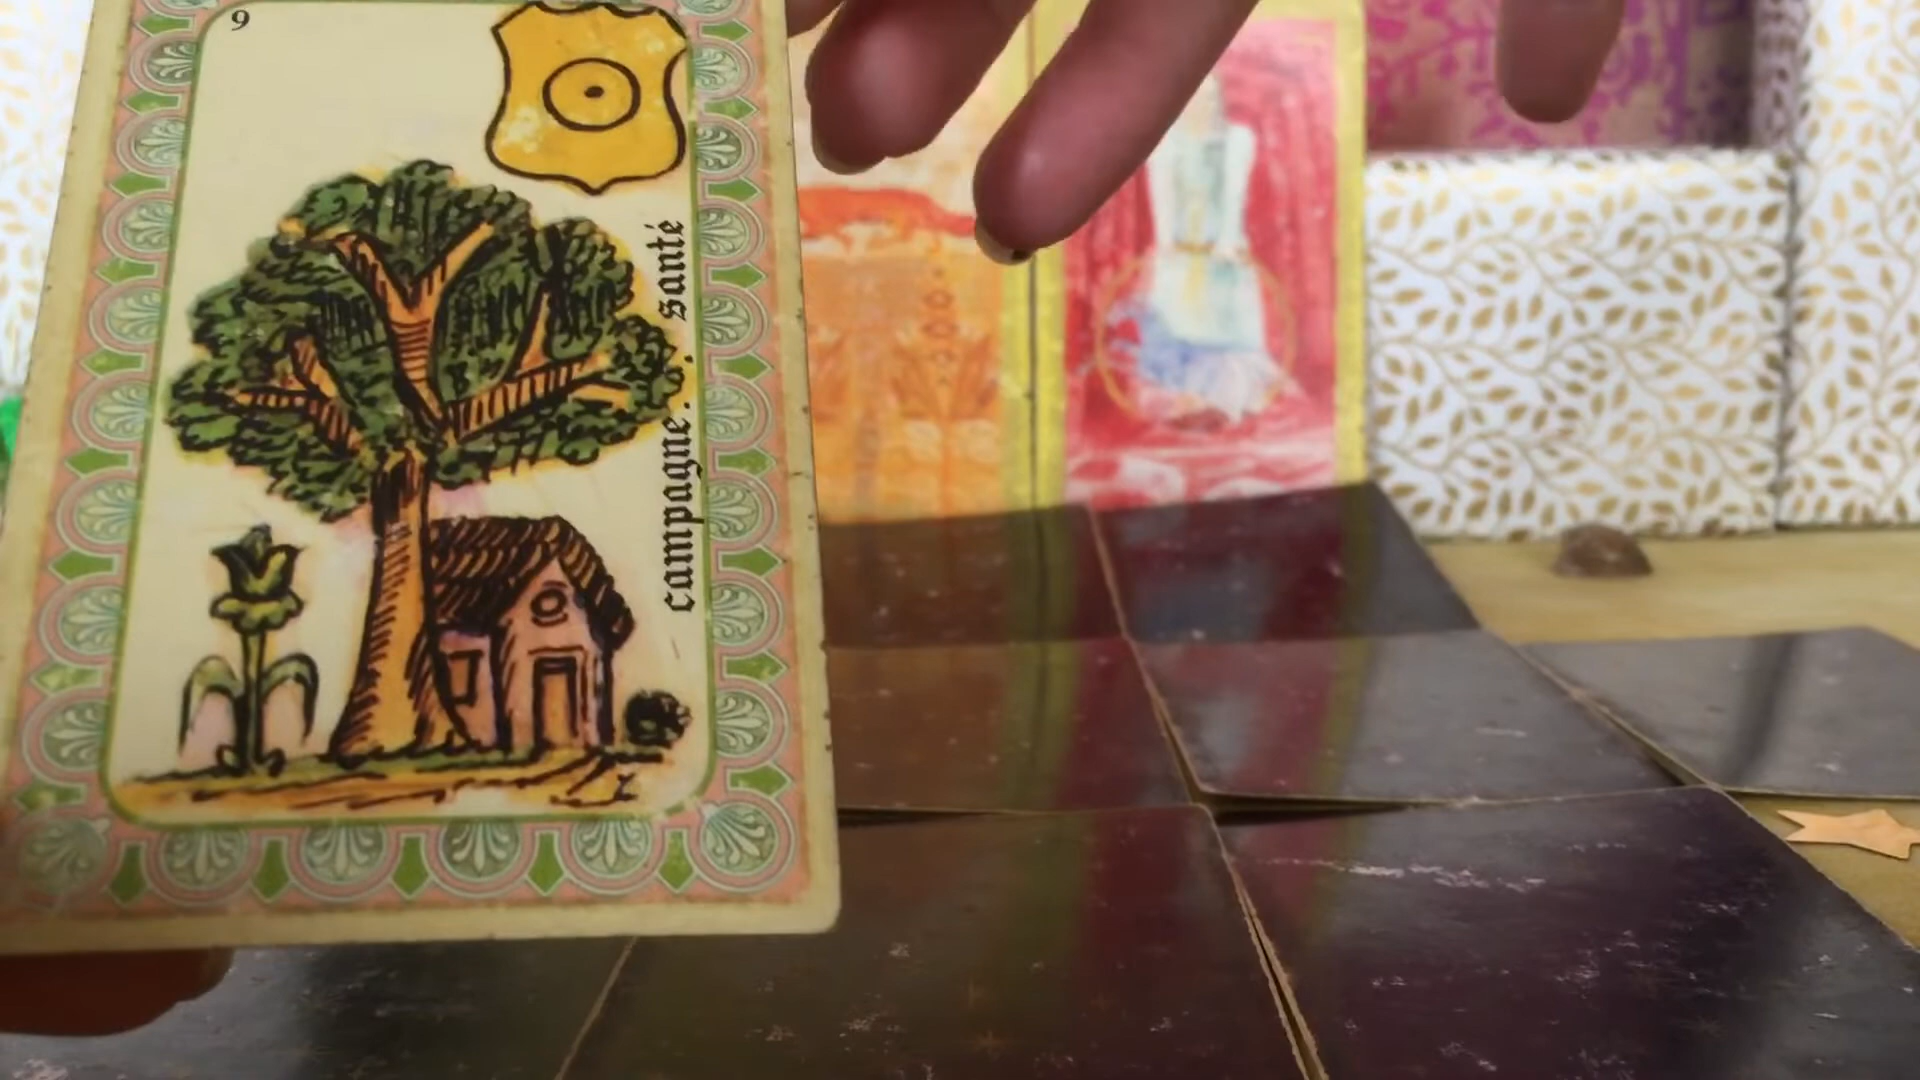 9
campagne . . santé